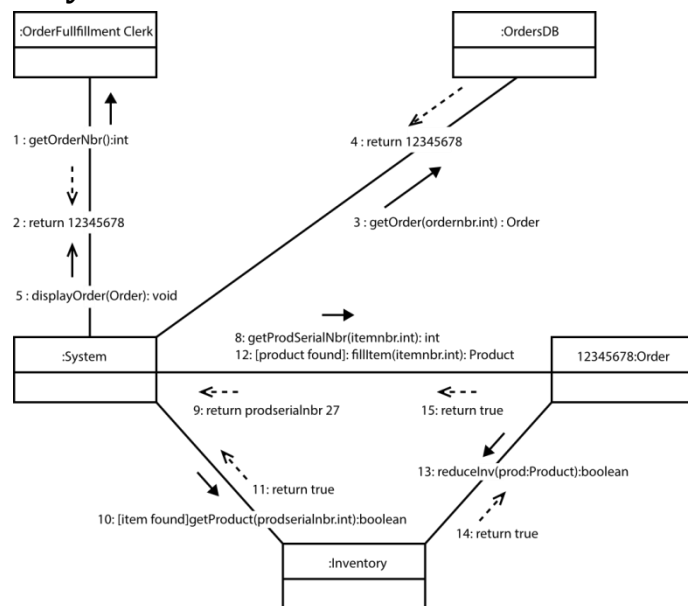 :OrderFullfillment Clerk
:OrdersDB
1 : getOrderNbr():int
4 : return 12345678
2 : return 12345678
3 : getOrder(ordernbr.int) : Order
5 : displayOrder(Order): void
8: getProdSerialNbr(itemnbr.int): int
12: [product found]: fillItem(itemnbr.int): Product
:System
12345678:Order
9: return prodserialnbr 27
15: return true
13: reduceInv(prod:Product):boolean
11: return true
10: [item found]getProduct(prodserialnbr.int):boolean
14: return true
:Inventory